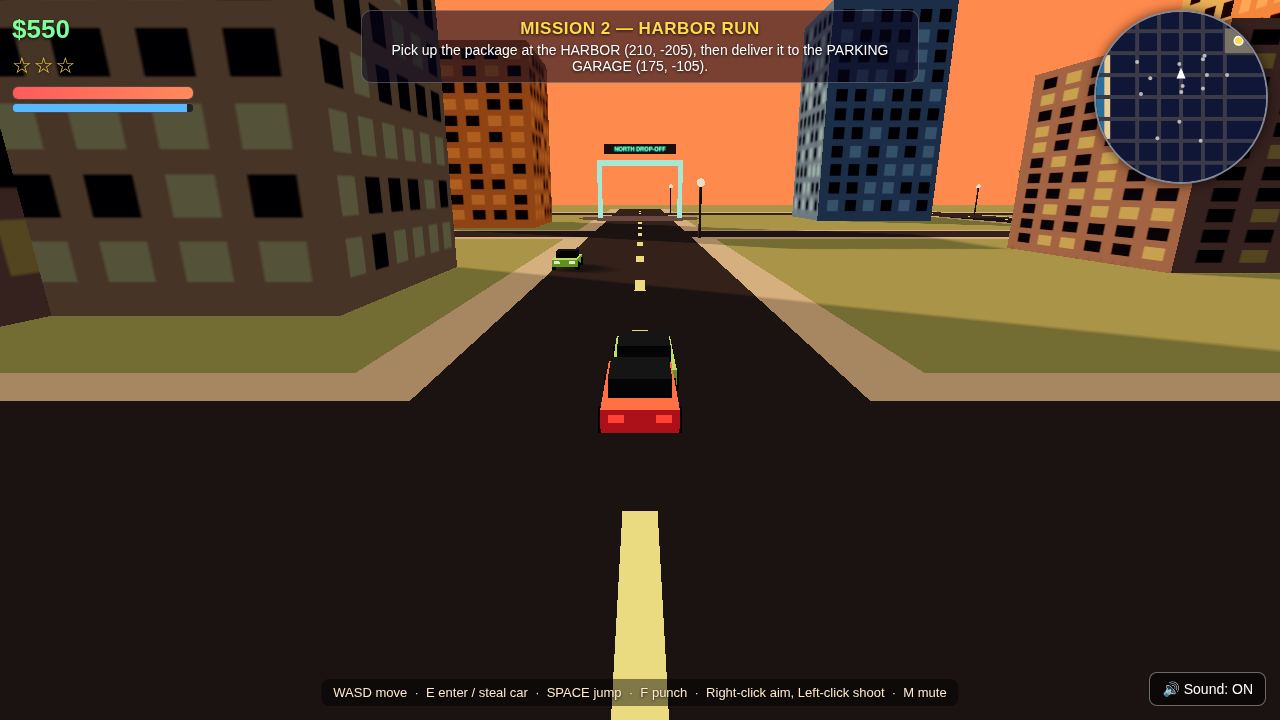 $550
☆☆☆
MISSION 2 — HARBOR RUN
Pick up the package at the HARBOR (210, -205), then deliver it to the PARKING
GARAGE (175, -105).
NORTH DROP-OFF
WASD move · E enter / steal car · SPACE jump · F punch · Right-click aim, Left-click shoot · M mute
🔊 Sound: ON